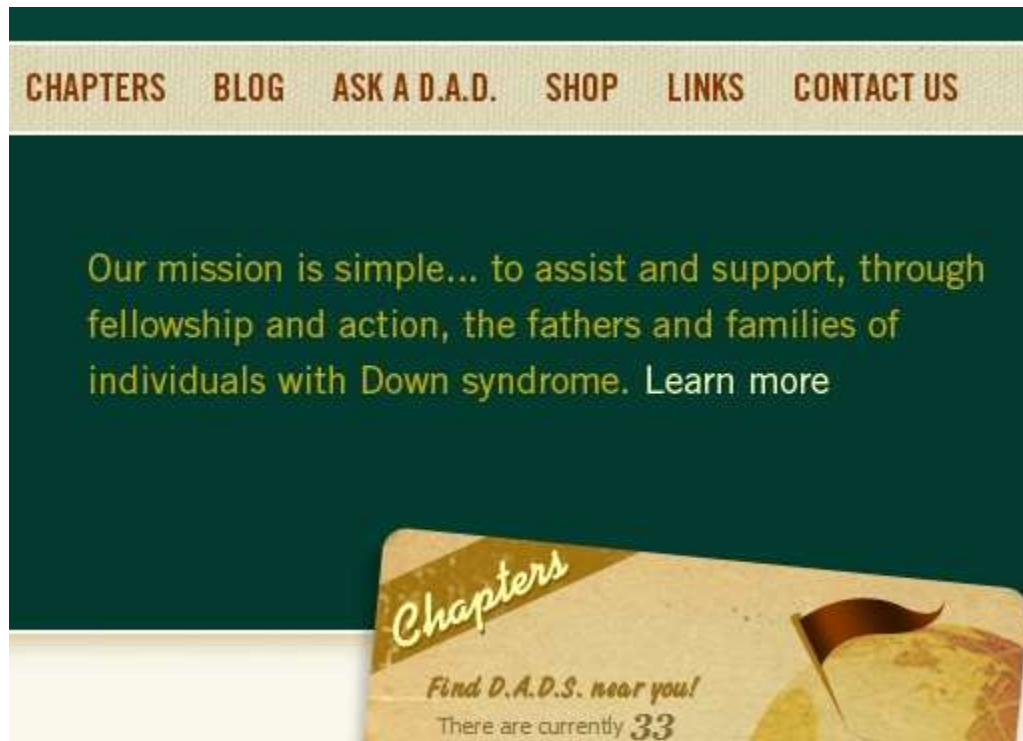 CHAPTERS BLOG ASK A D.A.D. SHOP LINKS CONTACT US
Our mission is simple... to assist and support, through
fellowship and action, the fathers and families of
individuals with Down syndrome. Learn more
Chapters
Find D.A.D.S. near you!
There are currently 33